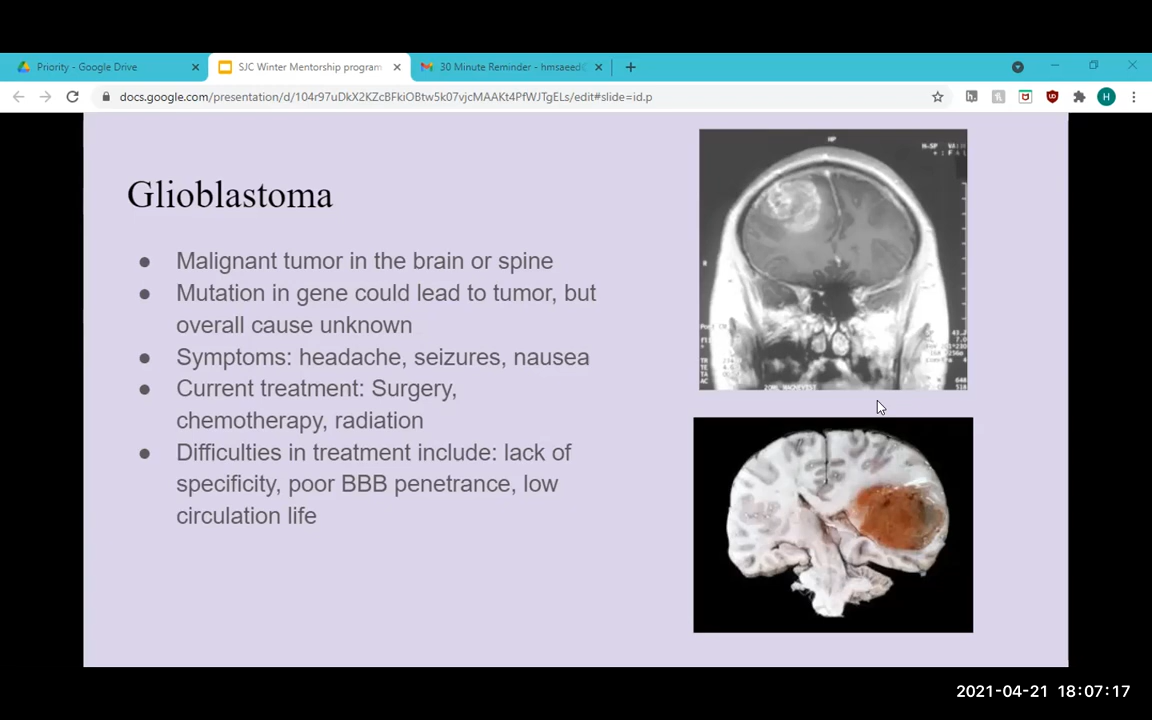 Priority - Google Drive
SJC Winter Mentorship program
30 Minute Reminder - hmsaeed
docs.google.com/presentation/d/104r97uDkX2KZcBFkiOBtw5k07vjcMAAKt4PfWJTgELs/edit#slide=id.p
H
Glioblastoma
● Malignant tumor in the brain or spine
● Mutation in gene could lead to tumor, but
overall cause unknown
● Symptoms: headache, seizures, nausea
● Current treatment: Surgery,
chemotherapy, radiation
● Difficulties in treatment include: lack of
specificity, poor BBB penetrance, low
circulation life
2021-04-21 18:07:17